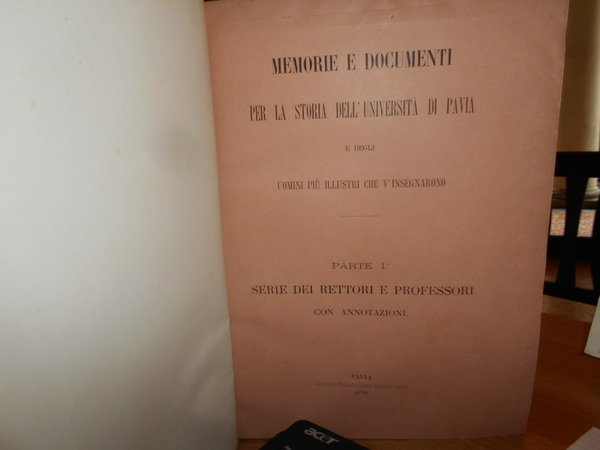 MEMORIE E DOCUMENTI
PER LA STORIA DELL'UNIVERSITÀ DI PAVIA
E DEGLI
UOMINI PIÙ ILLUSTRI CHE V'INSEGNARONO
PARTE I.ª
SERIE DEI RETTORI E PROFESSORI
CON ANNOTAZIONI.
PAVIA
acer